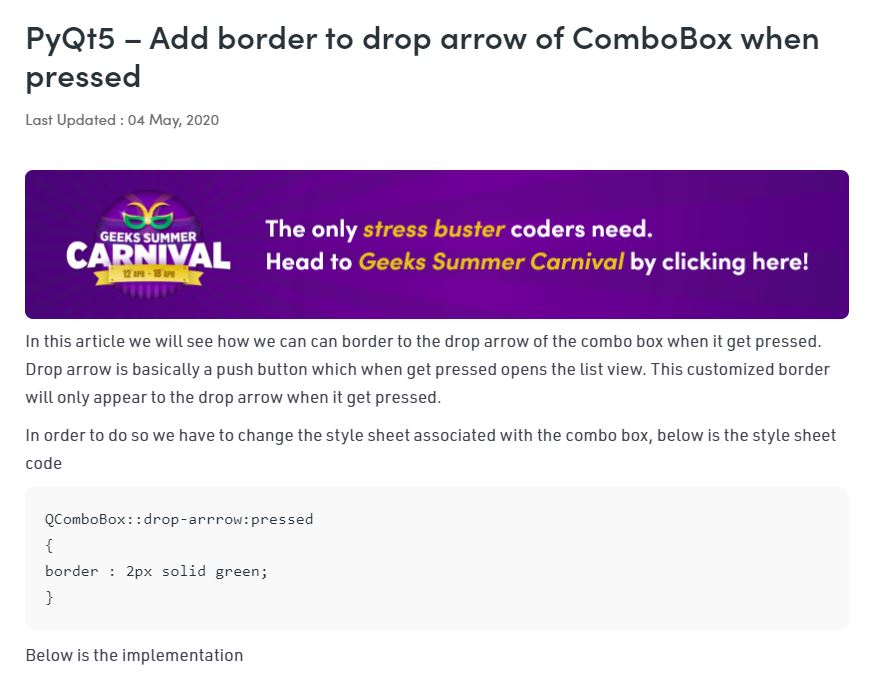 PyQt5 – Add border to drop arrow of ComboBox when
pressed
Last Updated : 04 May, 2020
GEEKS SUMMER
CARNIVAL
12 APR - 18 APR
The only stress buster coders need.
Head to Geeks Summer Carnival by clicking here!
In this article we will see how we can can border to the drop arrow of the combo box when it get pressed.
Drop arrow is basically a push button which when get pressed opens the list view. This customized border
will only appear to the drop arrow when it get pressed.
In order to do so we have to change the style sheet associated with the combo box, below is the style sheet
code
QComboBox::drop-arrrow:pressed
{
border : 2px solid green;
}
Below is the implementation